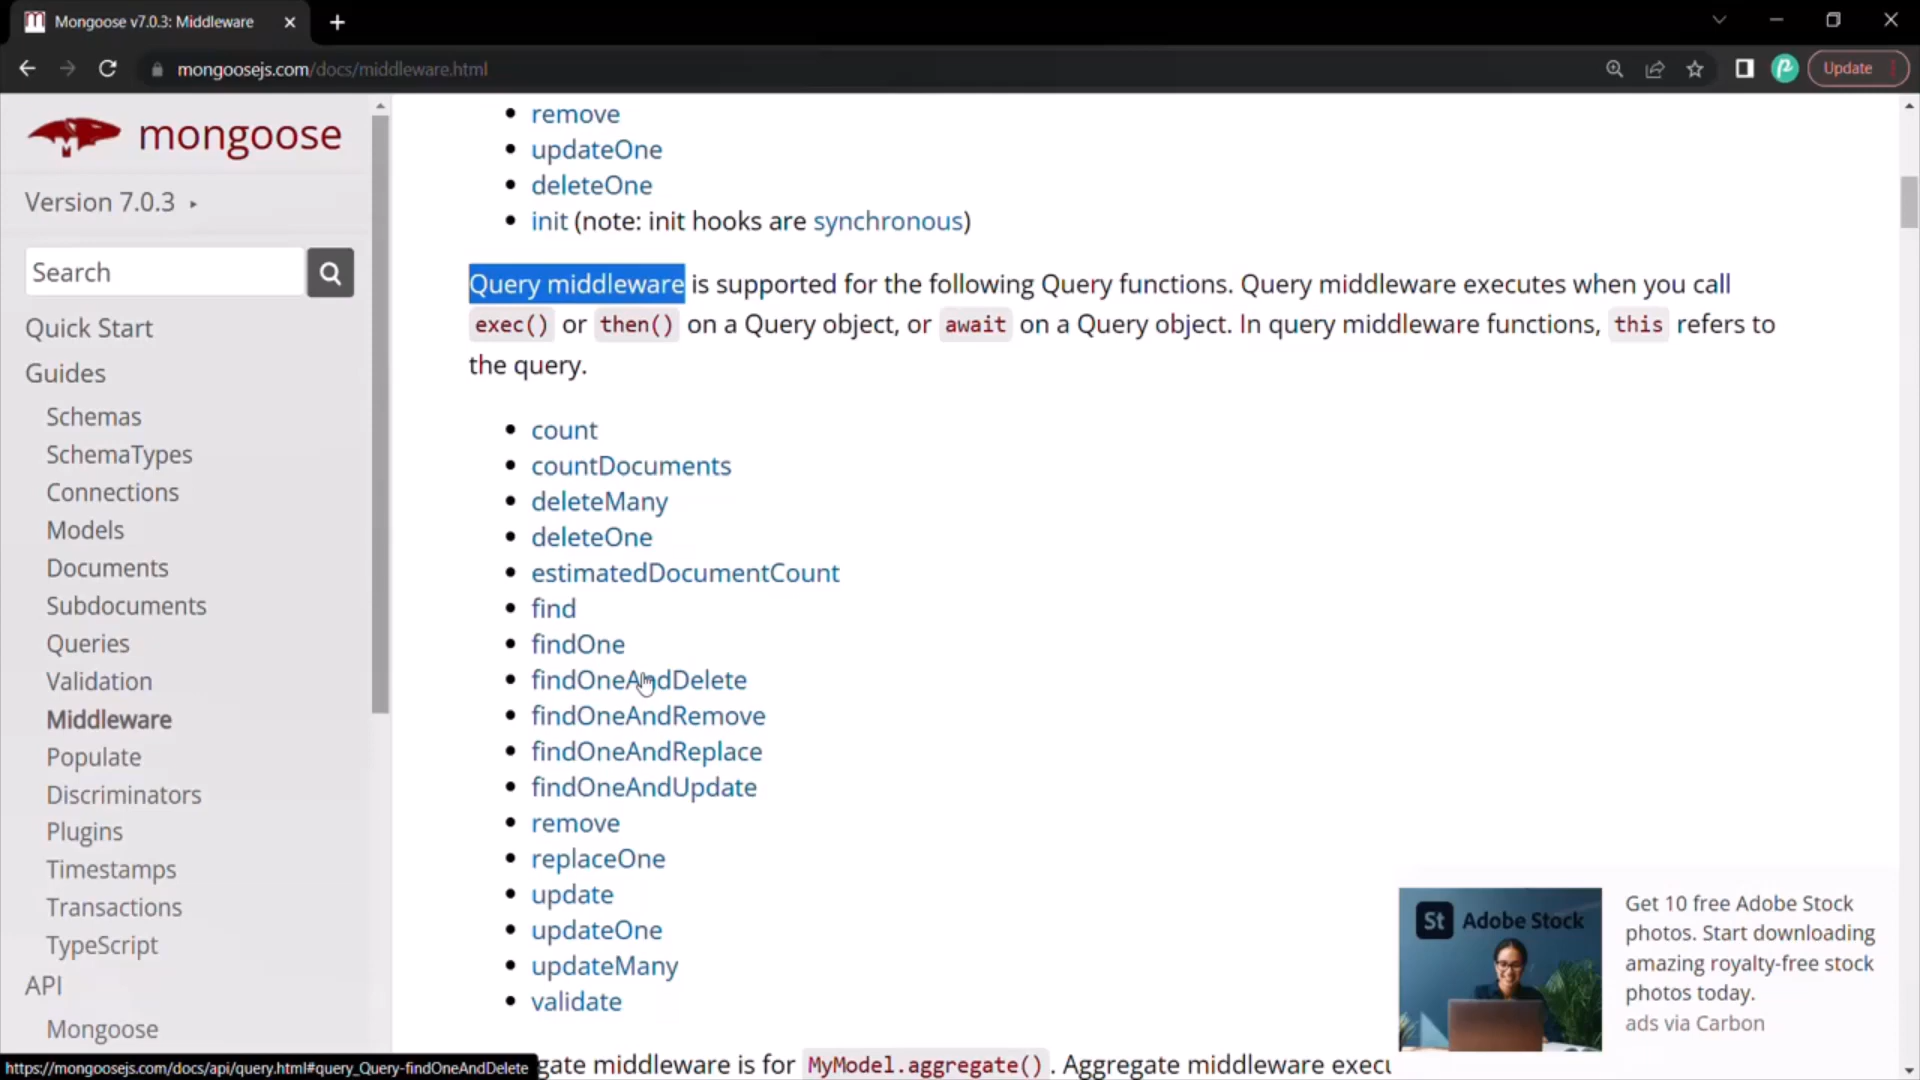 Mongoose v7.0.3: Middleware
mongoosejs.com/docs/middleware.html
Update
mongoose
Version 7.0.3
Search
Quick Start
Guides
Schemas
SchemaTypes
Connections
Models
Documents
Subdocuments
Queries
Validation
Middleware
Populate
Discriminators
Plugins
Timestamps
Transactions
TypeScript
API
Mongoose
remove
updateOne
deleteOne
init (note: init hooks are synchronous)
Query middleware is supported for the following Query functions. Query middleware executes when you call
exec() or then() on a Query object, or await on a Query object. In query middleware functions, this refers to
the query.
count
countDocuments
deleteMany
deleteOne
estimatedDocumentCount
find
findOne
findOneAndDelete
findOneAndRemove
findOneAndReplace
findOneAndUpdate
remove
replaceOne
update
updateOne
updateMany
validate
gate middleware is for MyModel.aggregate(). Aggregate middleware execu
St Adobe Stock
Get 10 free Adobe Stock
photos. Start downloading
amazing royalty-free stock
photos today.
ads via Carbon
https://mongoosejs.com/docs/api/query.html#query_Query-findOneAndDelete